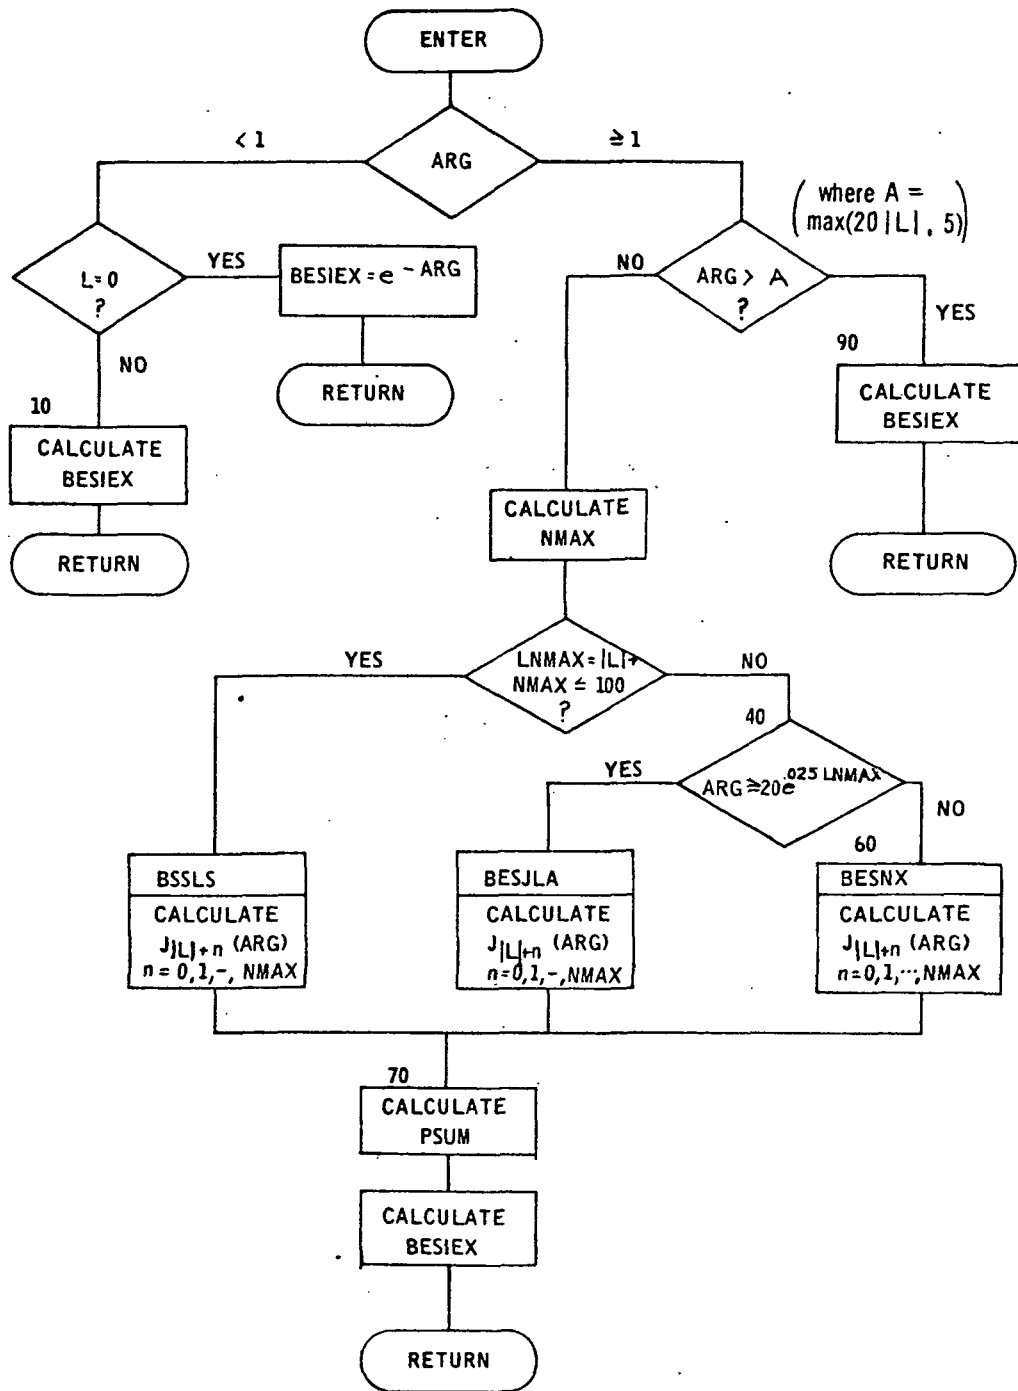 ENTER
< 1
≥ 1
ARG
( where A =
max(20 |L| , 5) )
L=0
?
YES
BESIEX = e - ARG
NO
ARG > A
?
YES
NO
RETURN
90
CALCULATE
BESIEX
10
CALCULATE
BESIEX
CALCULATE
NMAX
RETURN
RETURN
YES
LNMAX = |L| +
NMAX ≤ 100
?
NO
40
YES
ARG ≥ 20e .025 LNMAX
NO
60
BSSLS
CALCULATE
J|L|+n (ARG)
n = 0,1,-, NMAX
BESJLA
CALCULATE
J|L|+n (ARG)
n=0,1,-,NMAX
BESNX
CALCULATE
J|L|+n (ARG)
n=0,1,⋯,NMAX
70
CALCULATE
PSUM
CALCULATE
BESIEX
RETURN